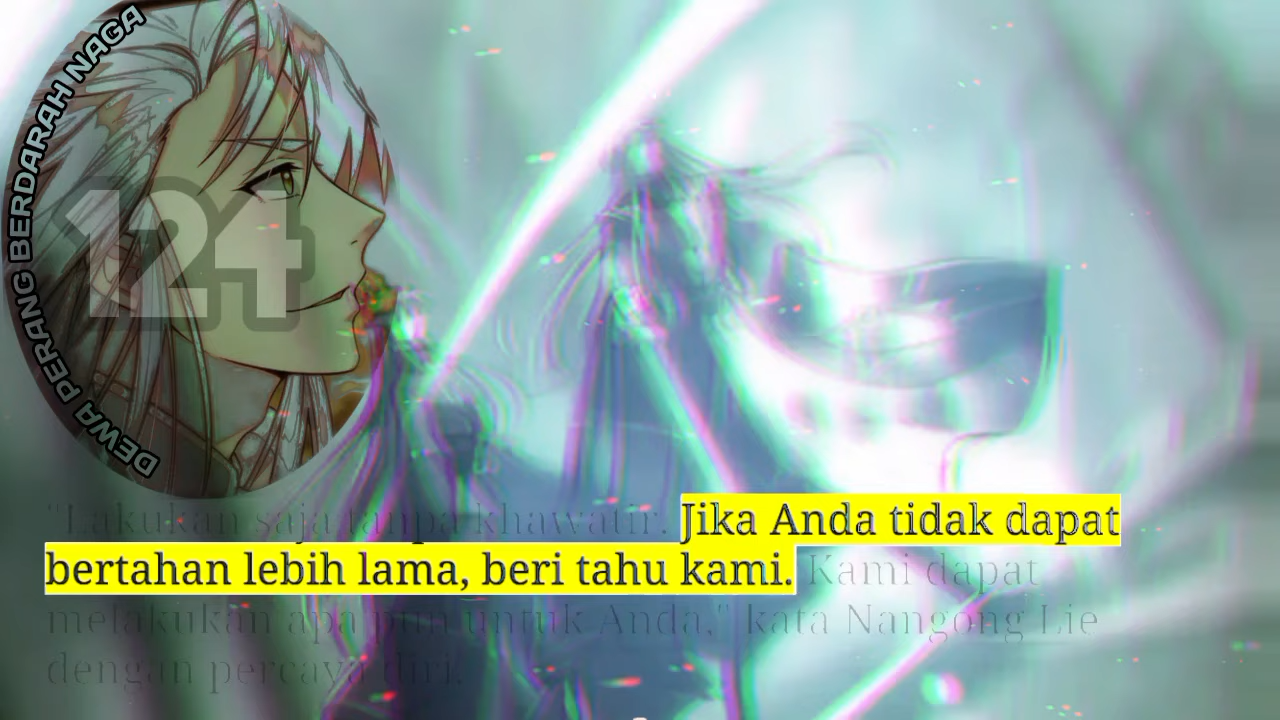 DEWA PERANG BERDARAH NAGA
124
"Lakukan saja tanpa khawatir. Jika Anda tidak dapat
bertahan lebih lama, beri tahu kami. Kami dapat
melakukan apa pun untuk Anda," kata Nangong Lie
dengan percaya diri.